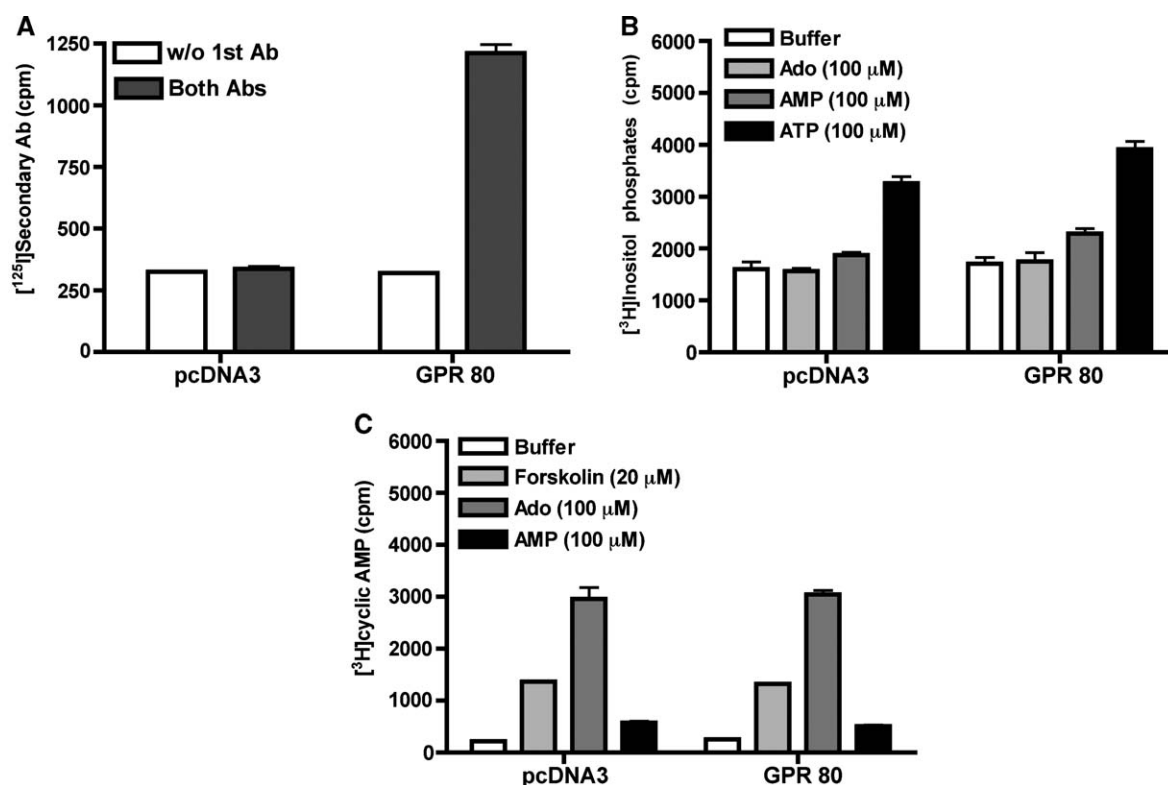 A
[¹²⁵I]Secondary Ab (cpm)
1250
1000
750
500
250
0
w/o 1st Ab
Both Abs
pcDNA3 GPR 80
B
[³H]Inositol phosphates (cpm)
6000
5000
4000
3000
2000
1000
0
Buffer
Ado (100 μM)
AMP (100 μM)
ATP (100 μM)
pcDNA3 GPR 80
C
[³H]cyclic AMP (cpm)
6000
5000
4000
3000
2000
1000
0
Buffer
Forskolin (20 μM)
Ado (100 μM)
AMP (100 μM)
pcDNA3 GPR 80